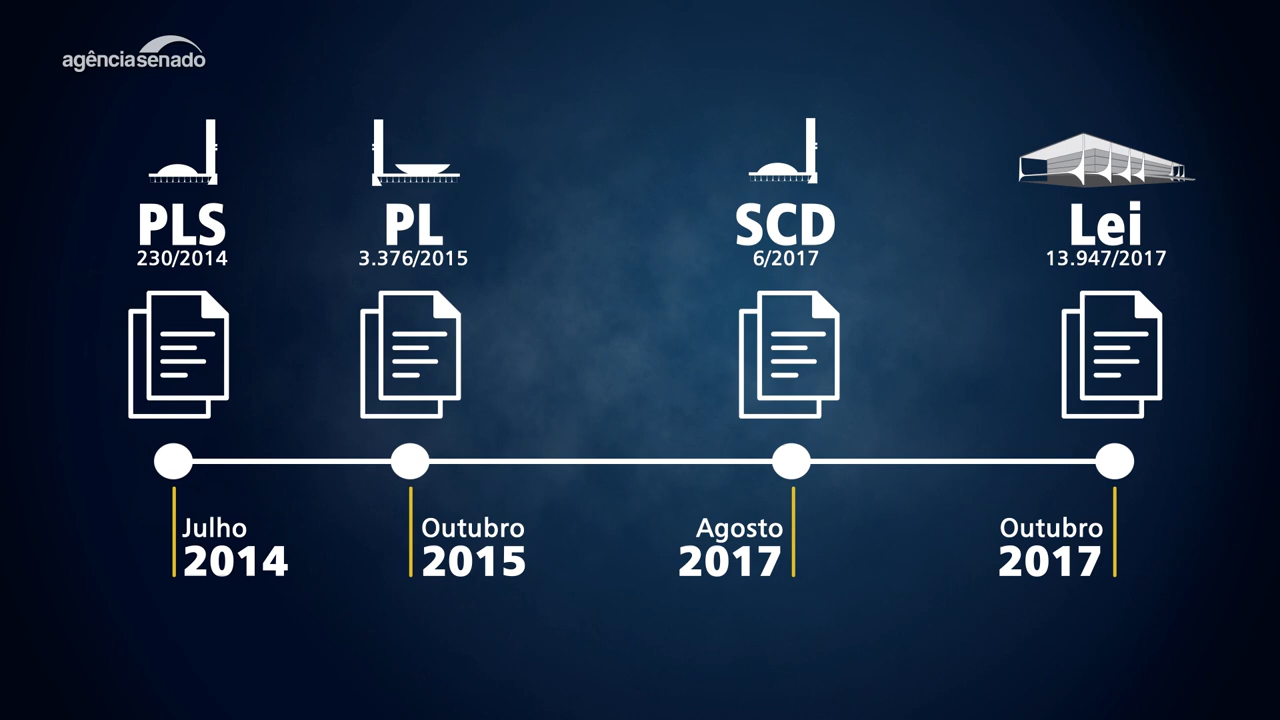 agênciasenado
PLS
230/2014
PL
3.376/2015
SCD
6/2017
Lei
13.947/2017
Julho
2014
Outubro
2015
Agosto
2017
Outubro
2017